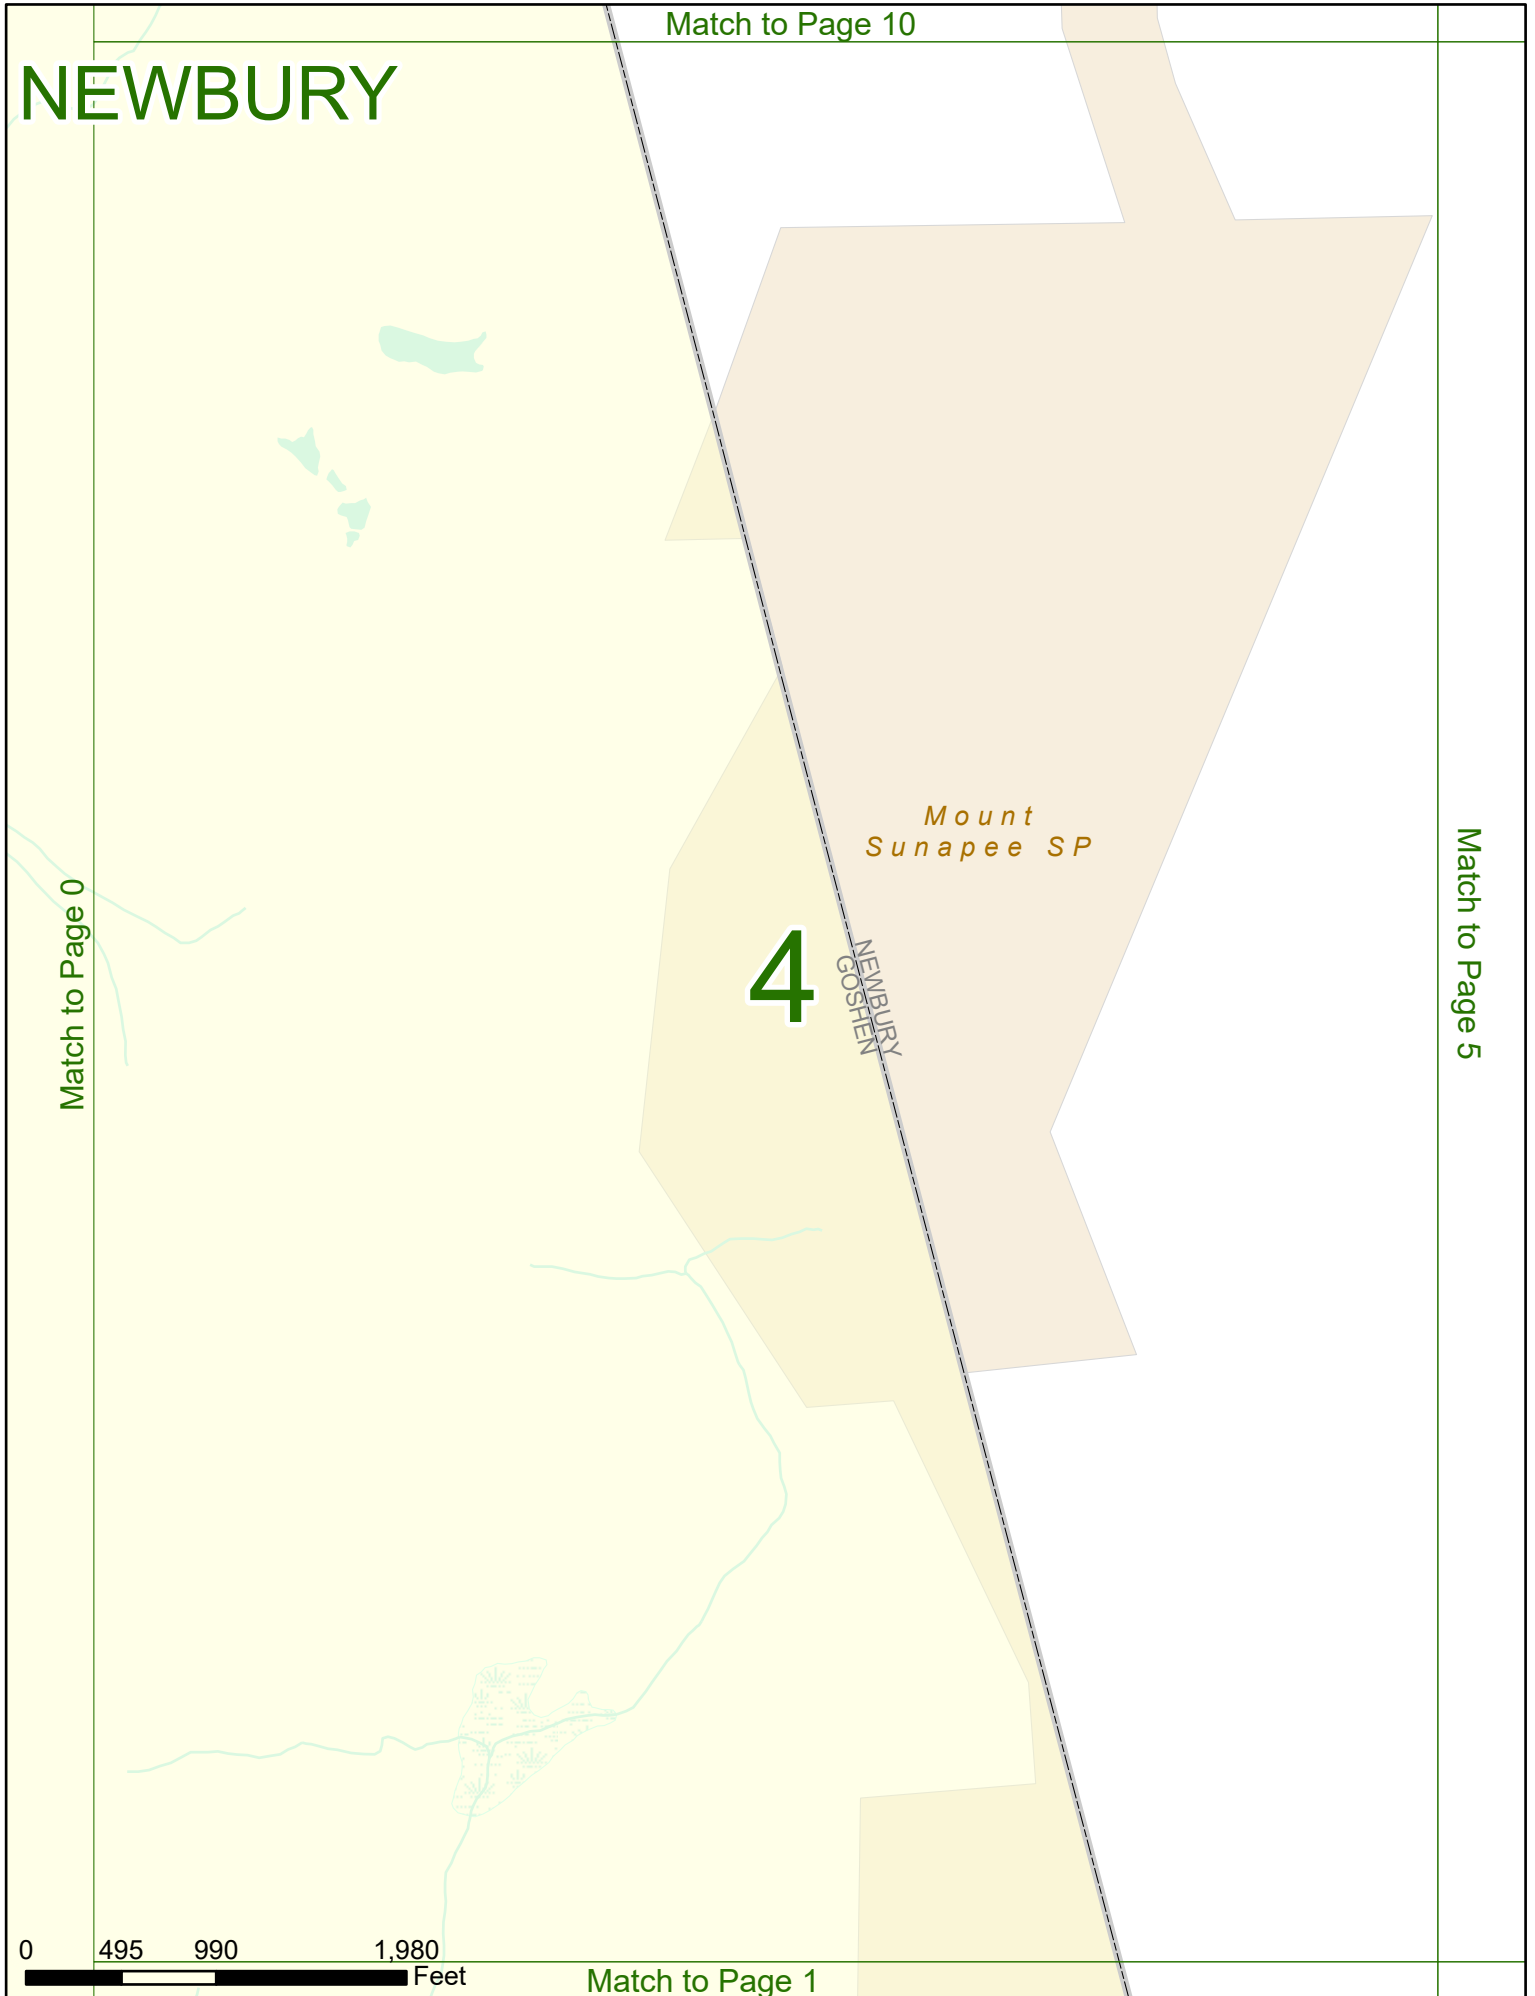 Match to Page 10
NEWBURY
Mount
Sunapee SP
Match to Page 0
4
NEWBURY
GOSHEN
Match to Page 5
0 495 990 1,980
Feet
Match to Page 1